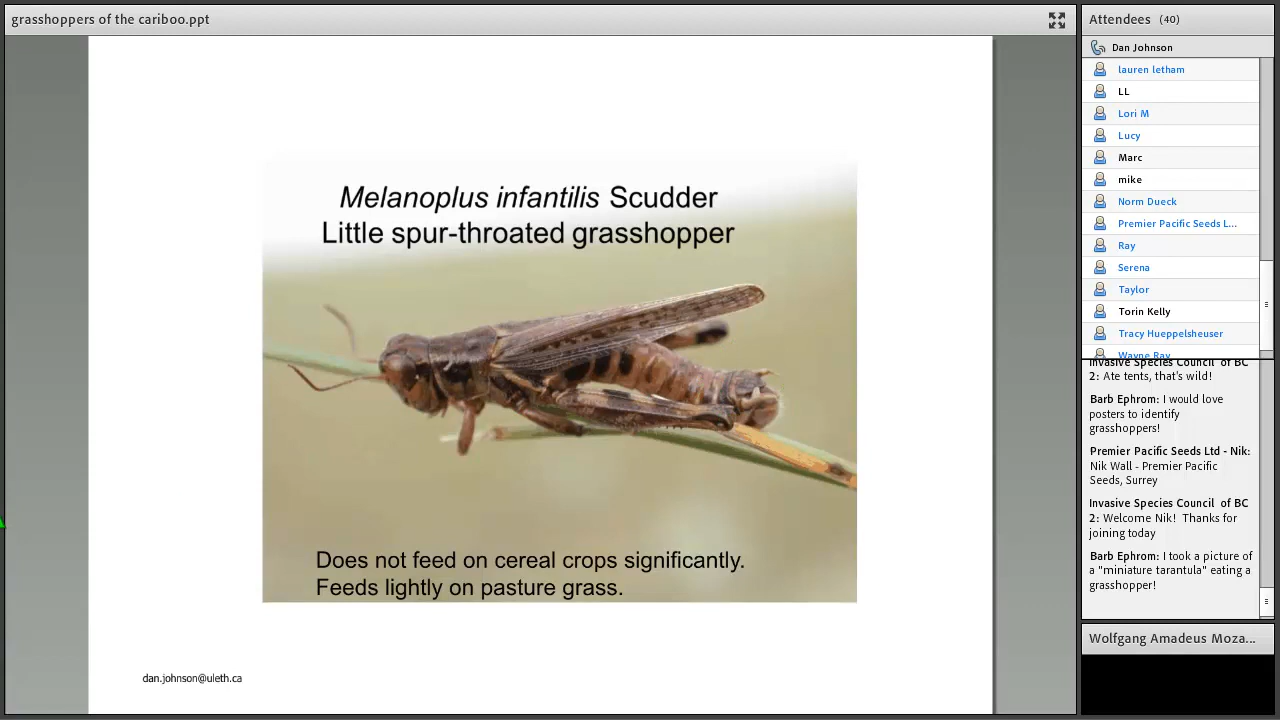 grasshoppers of the cariboo.ppt
Melanoplus infantilis Scudder
Little spur-throated grasshopper
Does not feed on cereal crops significantly.
Feeds lightly on pasture grass.
dan.johnson@uleth.ca
Attendees (40)
Dan Johnson
lauren letham
LL
Lori M
Lucy
Marc
mike
Norm Dueck
Premier Pacific Seeds L...
Ray
Serena
Taylor
Torin Kelly
Tracy Hueppelsheuser
Wayne Ray
Invasive Species Council of BC
2: Ate tents, that's wild!
Barb Ephrom: I would love
posters to identify
grasshoppers!
Premier Pacific Seeds Ltd - Nik:
Nik Wall - Premier Pacific
Seeds, Surrey
Invasive Species Council of BC
2: Welcome Nik! Thanks for
joining today
Barb Ephrom: I took a picture of
a "miniature tarantula" eating a
grasshopper!
Wolfgang Amadeus Moza...